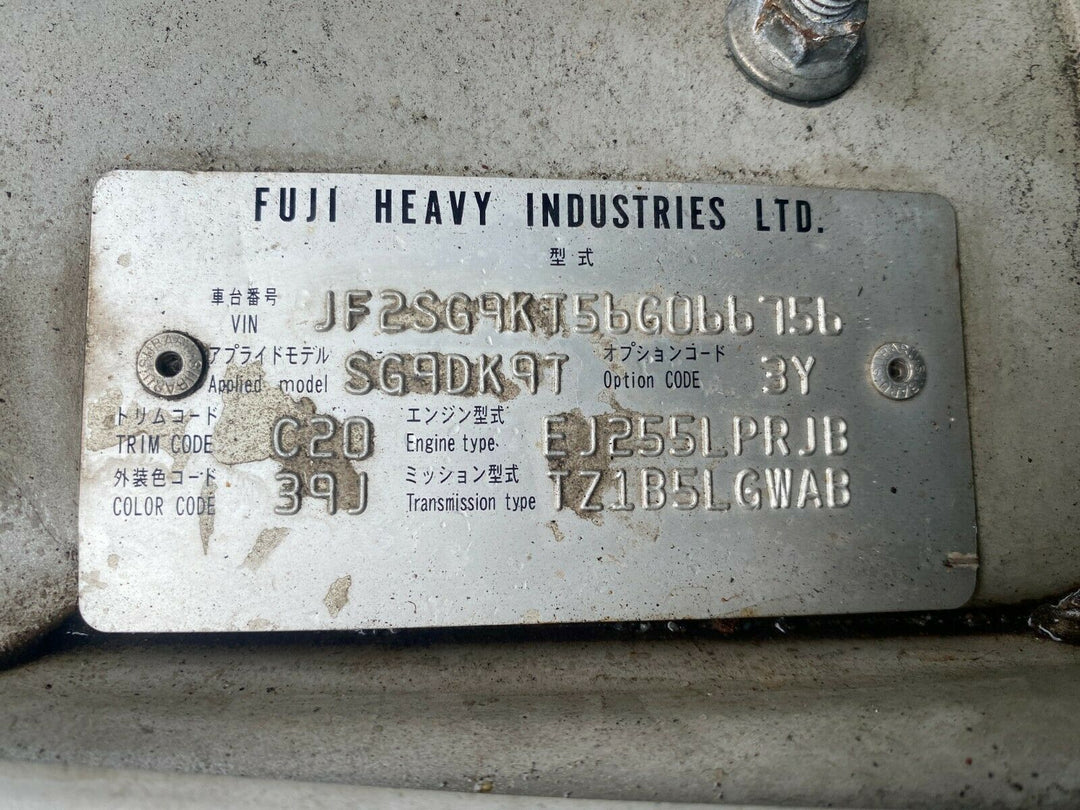 FUJI HEAVY INDUSTRIES LTD.
型式
車台番号 VIN JF2SG9KT56G066756
アプライドモデル Applied model SG9DK9T オプションコード Option CODE 3Y
トリムコード TRIM CODE C20 エンジン型式 Engine type EJ255LPRJB
外装色コード COLOR CODE 39J ミッション型式 Transmission type TZ1B5LGWAB